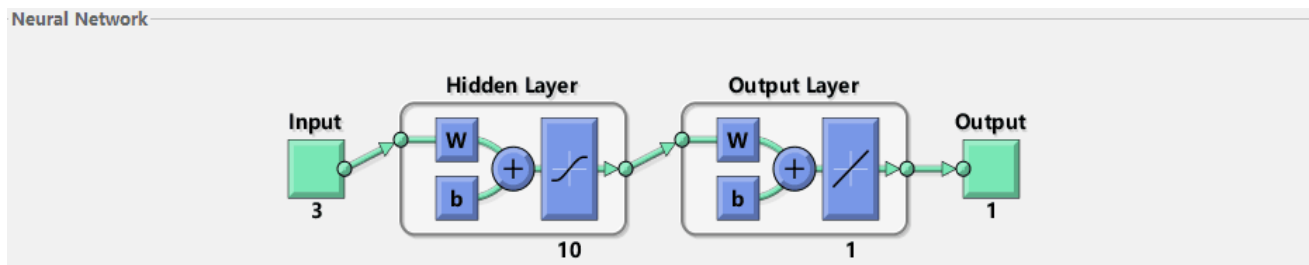 Neural Network
Hidden Layer
Output Layer
Input
Output
W
b
+
W
b
+
3
10
1
1